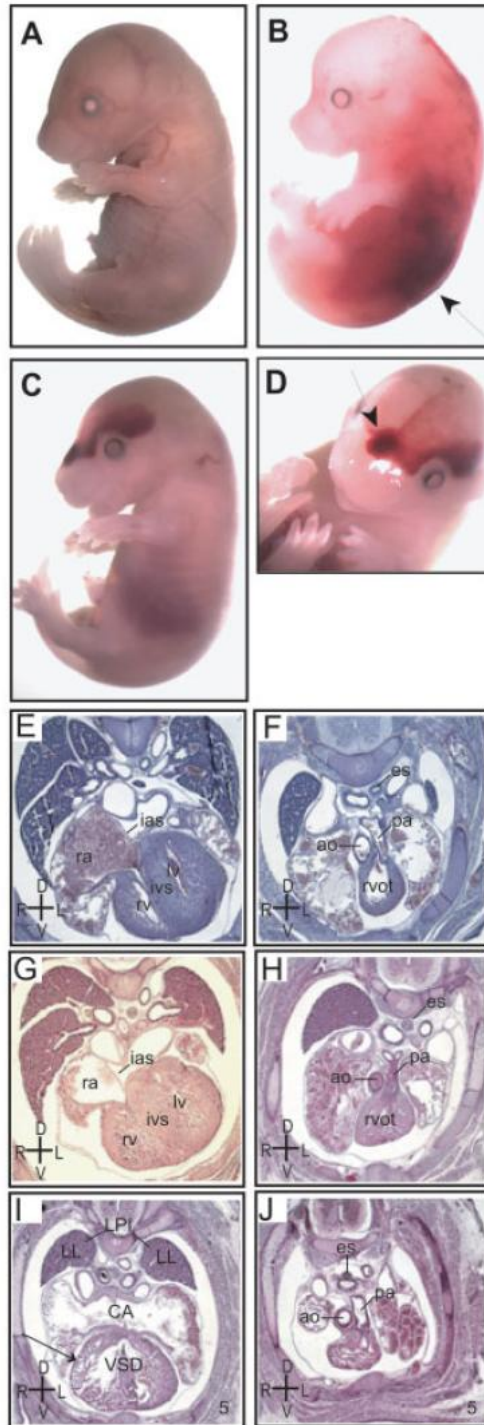 A
B
C
D
E
ias
ra
lv
ivs
rv
D
R L
V
F
es
pa
ao
rvot
G
ias
ra
lv
ivs
rv
D
R L
V
H
es
ao
pa
rvot
I
LPI
LL
LL
CA
VSD
D
R L
V
5
J
es
pa
ao
D
R L
V
5